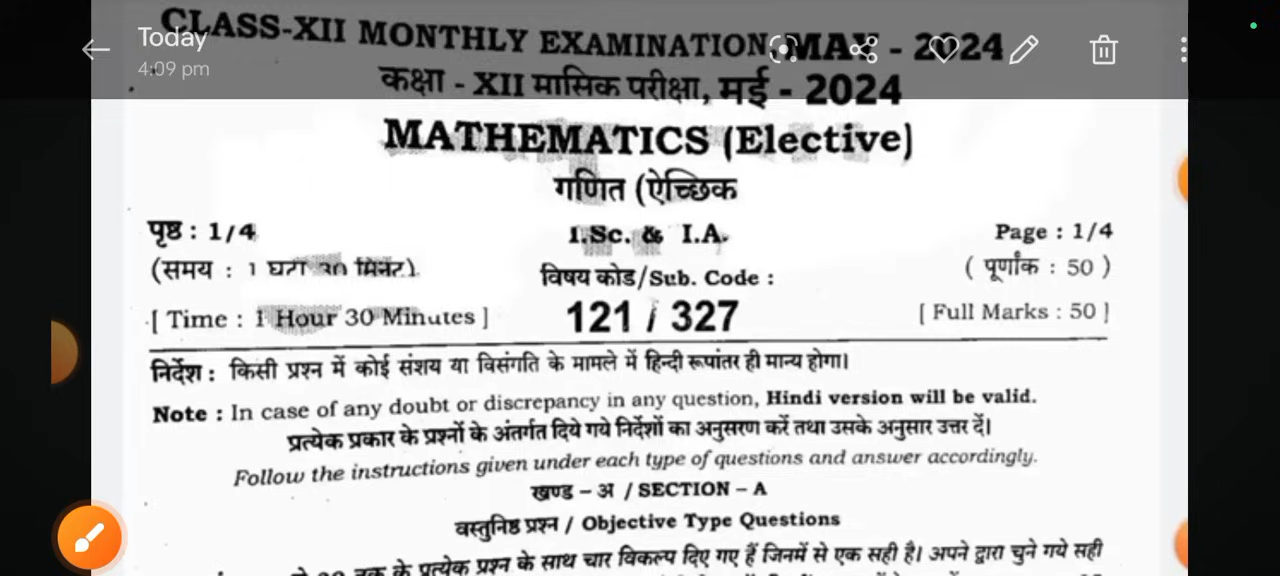 CLASS-XII MONTHLY EXAMINATION, MAY - 2024
Today
4:09 pm
कक्षा - XII मासिक परीक्षा, मई - 2024
MATHEMATICS (Elective)
गणित (ऐच्छिक
पृष्ठ : 1/4 I.Sc. & I.A. Page : 1/4
(समय : 1 घंटा 30 मिनट) विषय कोड/Sub. Code : ( पूर्णांक : 50 )
[ Time : 1 Hour 30 Minutes ] 121 / 327 [ Full Marks : 50 ]
निर्देश : किसी प्रश्न में कोई संशय या विसंगति के मामले में हिन्दी रूपांतर ही मान्य होगा।
Note : In case of any doubt or discrepancy in any question, Hindi version will be valid.
प्रत्येक प्रकार के प्रश्नों के अंतर्गत दिये गये निर्देशों का अनुसरण करें तथा उसके अनुसार उत्तर दें।
Follow the instructions given under each type of questions and answer accordingly.
खण्ड - अ / SECTION - A
वस्तुनिष्ठ प्रश्न / Objective Type Questions
के प्रत्येक प्रश्न के साथ चार विकल्प दिए गए हैं जिनमें से एक सही है। अपने द्वारा चुने गये सही